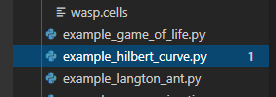 wasp.cells
example_game_of_life.py
example_hilbert_curve.py 1
example_langton_ant.py